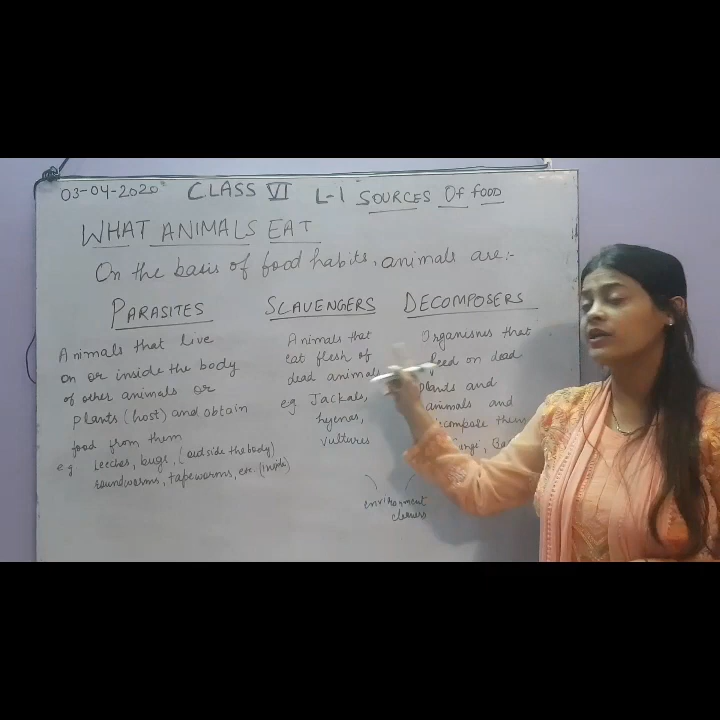 03-04-2020 CLASS VI L-1 SOURCES Of FOOD
WHAT ANIMALS EAT
On the basis of food habits, animals are:-
PARASITES
Animals that live
on or inside the body
of other animals or
plants (host) and obtain
food from them
e.g Leeches, bugs, (outside the body)
roundworms, tapeworms, etc. (inside)
SCAVENGERS
Animals that
eat flesh of
dead animals
e.g Jackals,
hyenas,
vultures
DECOMPOSERS
Organisms that
feed on dead
plants and
animals and
them
environment